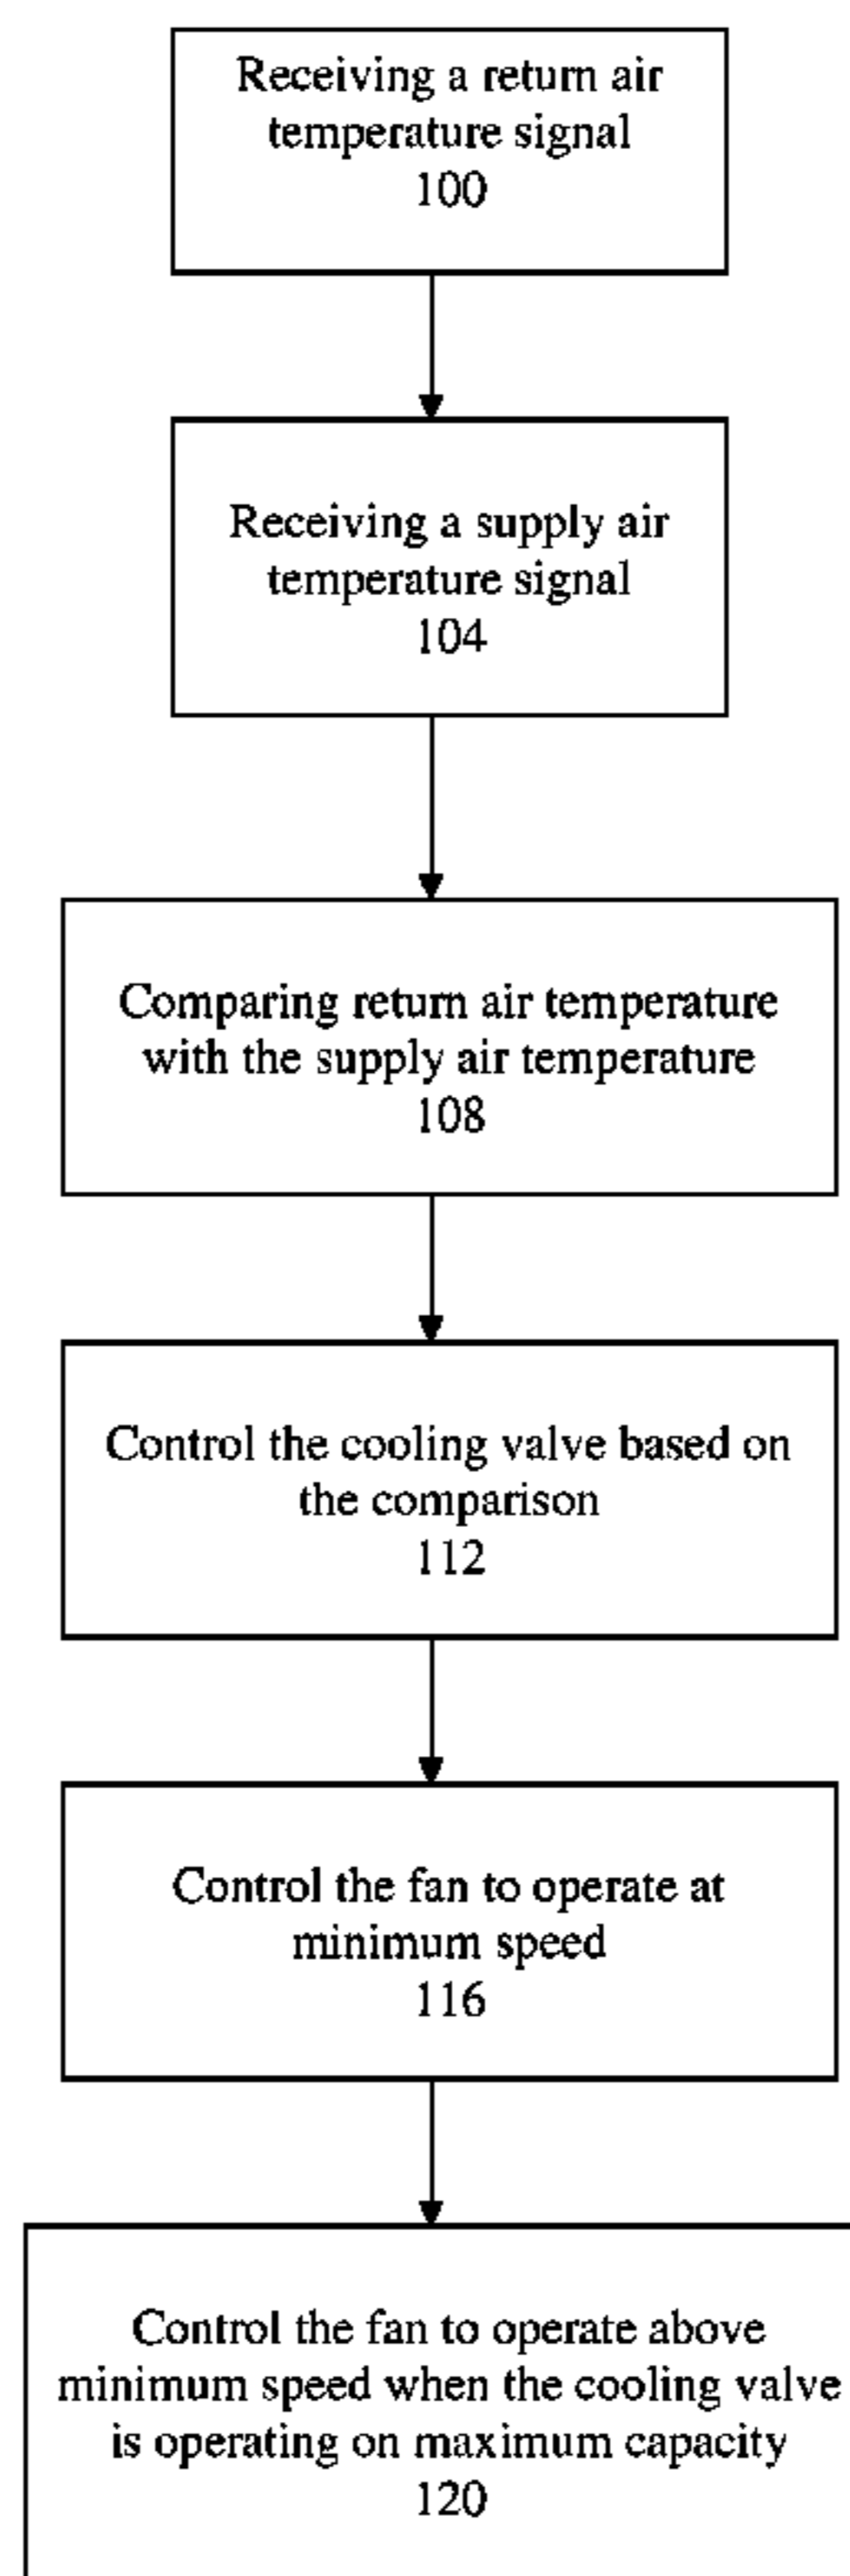 Receiving a return air
temperature signal
100
Receiving a supply air
temperature signal
104
Comparing return air temperature
with the supply air temperature
108
Control the cooling valve based on
the comparison
112
Control the fan to operate at
minimum speed
116
Control the fan to operate above
minimum speed when the cooling valve
is operating on maximum capacity
120